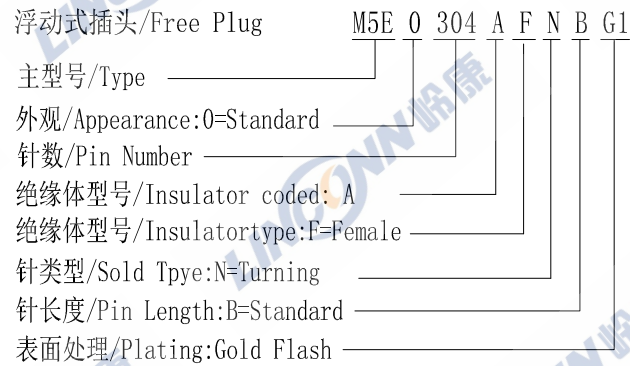 浮动式插头/Free Plug M5E 0 304 A F N B G1
主型号/Type
外观/Appearance:0=Standard
针数/Pin Number
绝缘体型号/Insulator coded: A
绝缘体型号/Insulatortype:F=Female
针类型/Sold Tpye:N=Turning
针长度/Pin Length:B=Standard
表面处理/Plating:Gold Flash
LINCONN 岭康